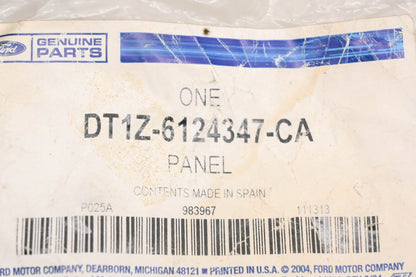 Ford
GENUINE
PARTS
ONE
DT1Z-6124347-CA
PANEL
CONTENTS MADE IN SPAIN
P025A 983967 111313
FORD MOTOR COMPANY, DEARBORN, MICHIGAN 48121 PRINTED IN U.S.A. © 2004, FORD MOTOR COMPANY